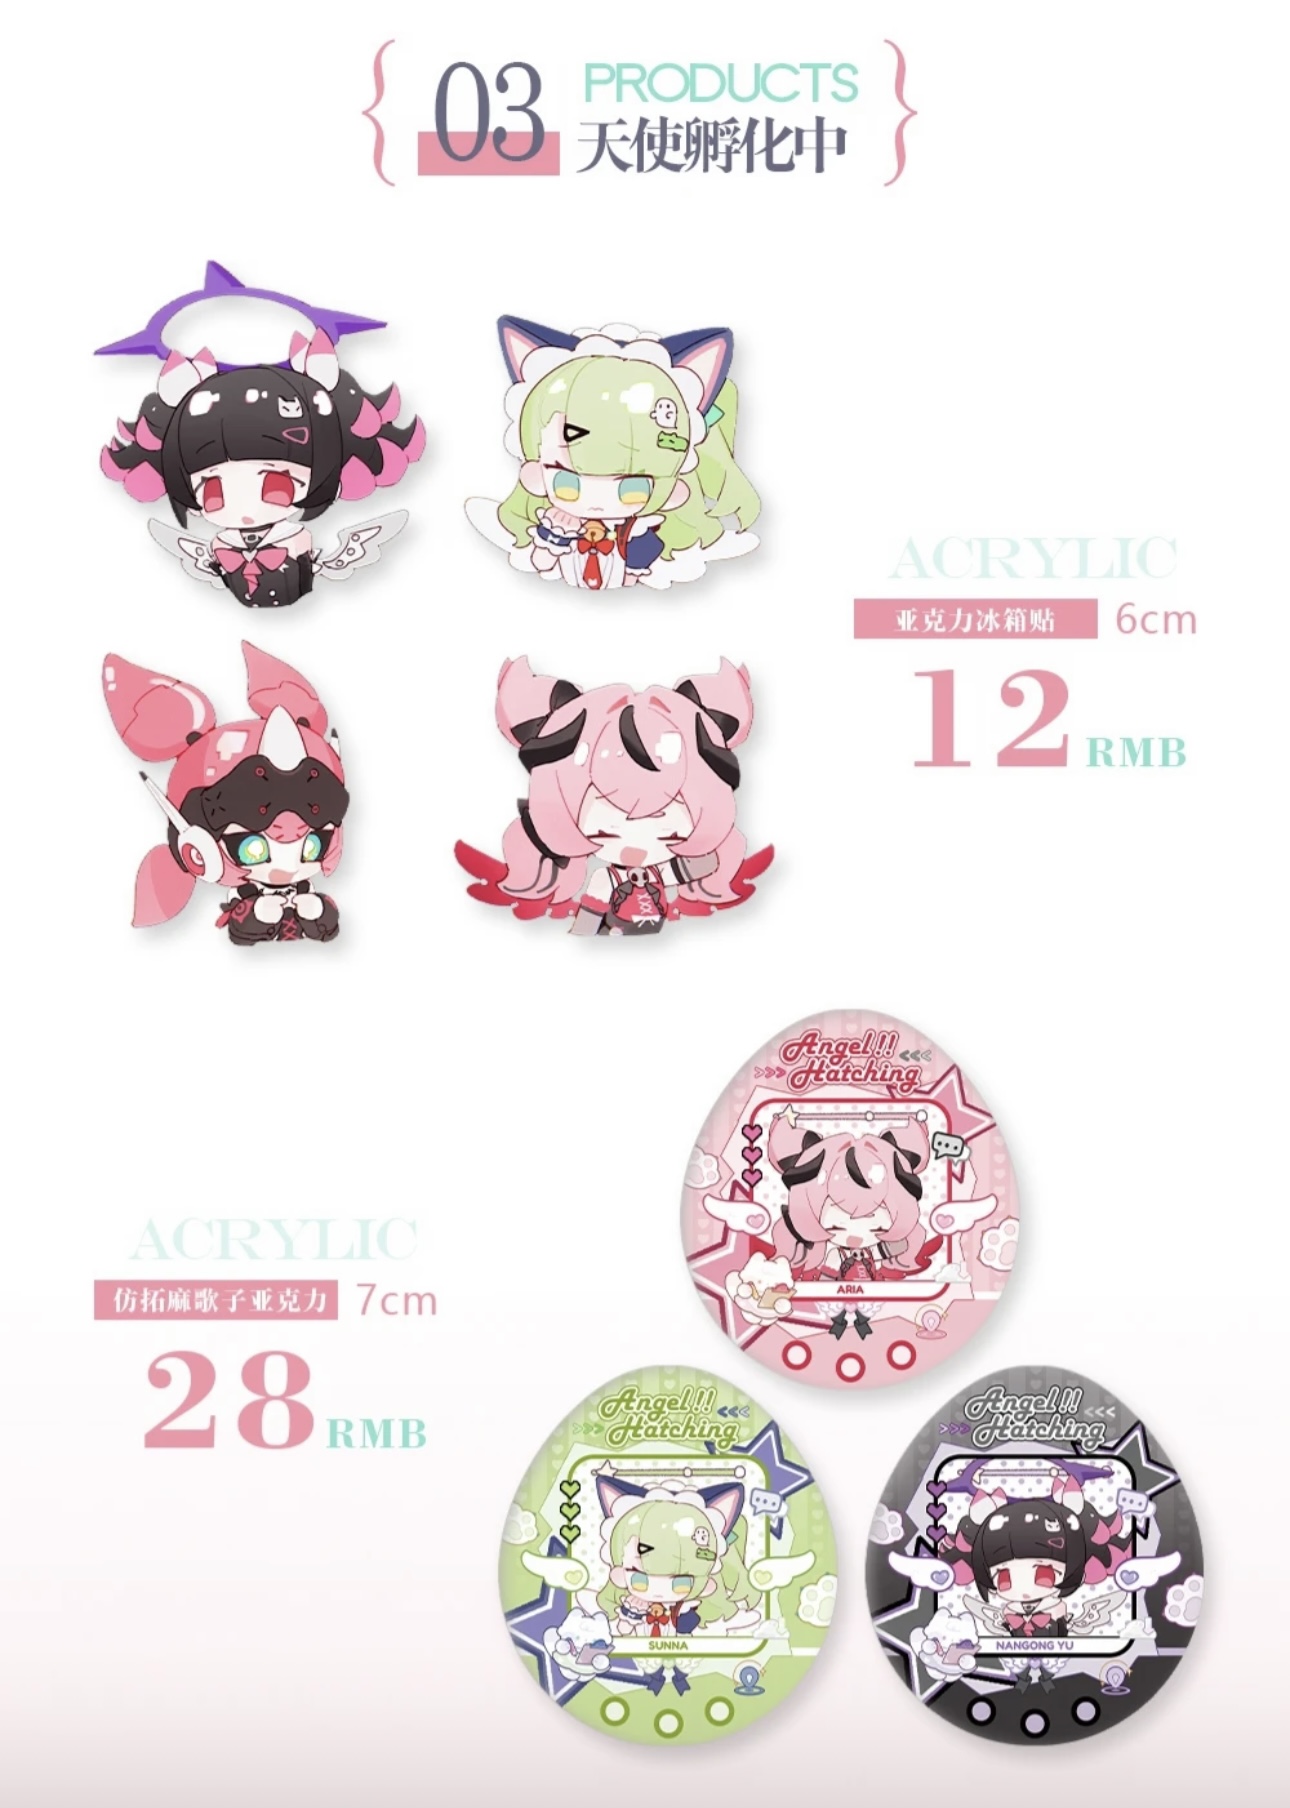 03 PRODUCTS
天使孵化中
ACRYLIC
亚克力冰箱贴 6cm
12 RMB
Angel!! <<<
>>> Hatching
ARIA
ACRYLIC
仿拓麻歌子亚克力 7cm
28 RMB
Angel!! <<<
>>> Hatching
SUNNA
Angel!! <<<
>>> Hatching
NANGONG YU